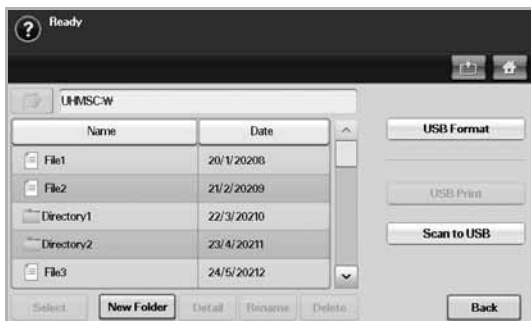 Ready
UHMSC:₩
Name Date
File1 20/1/20208
File2 21/2/20209
Directory1 22/3/20210
Directory2 23/4/20211
File3 24/5/20212
USB Format
USB Print
Scan to USB
Select New Folder Detail Rename Delete Back